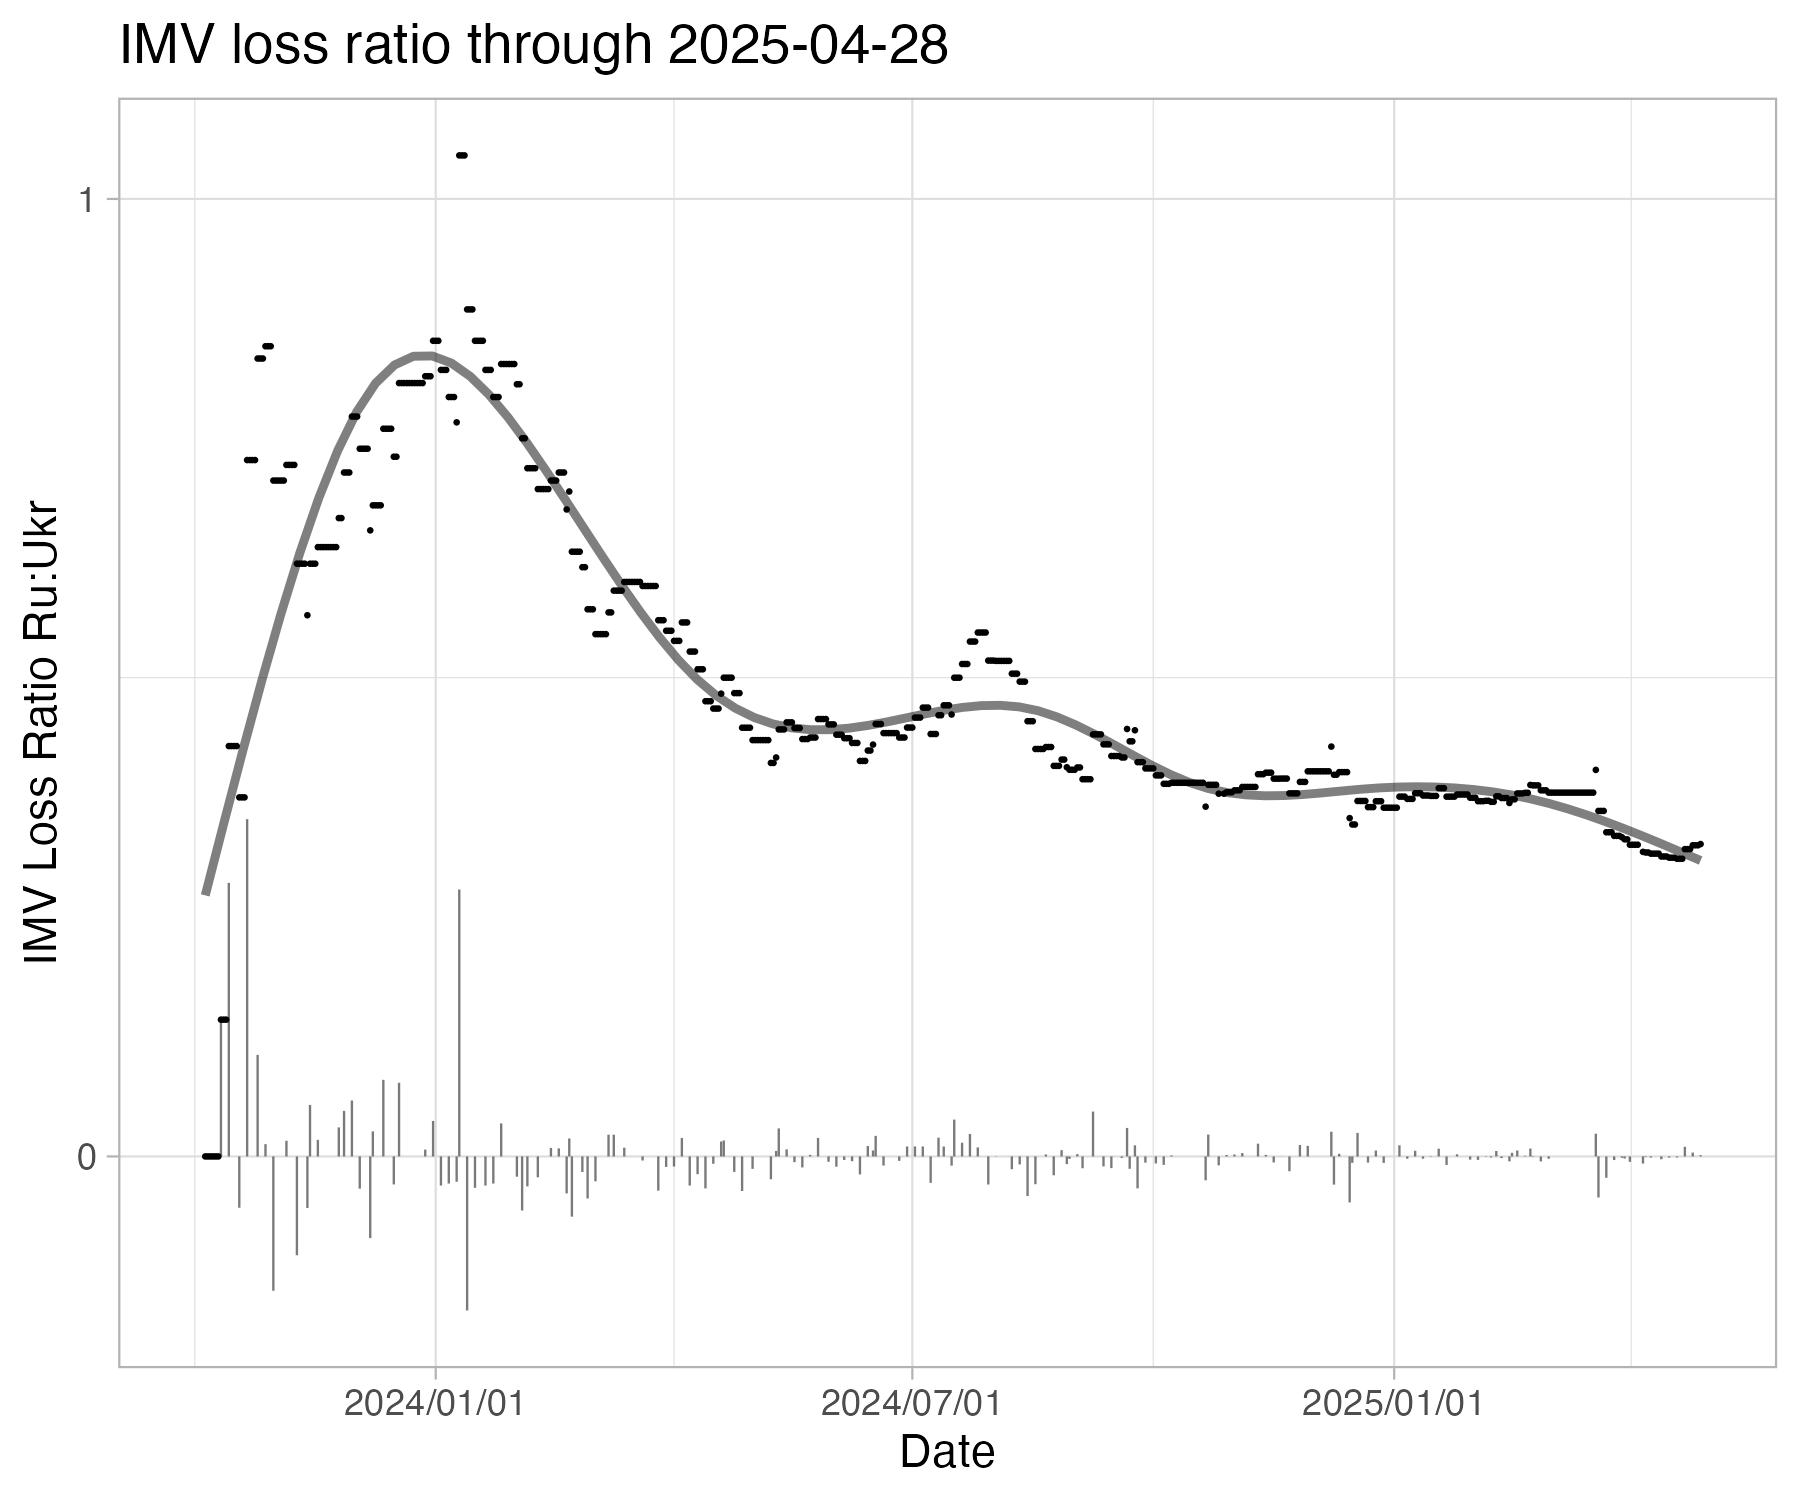 IMV loss ratio through 2025-04-28
IMV Loss Ratio Ru:Ukr
1
0
2024/01/01
2024/07/01
2025/01/01
Date